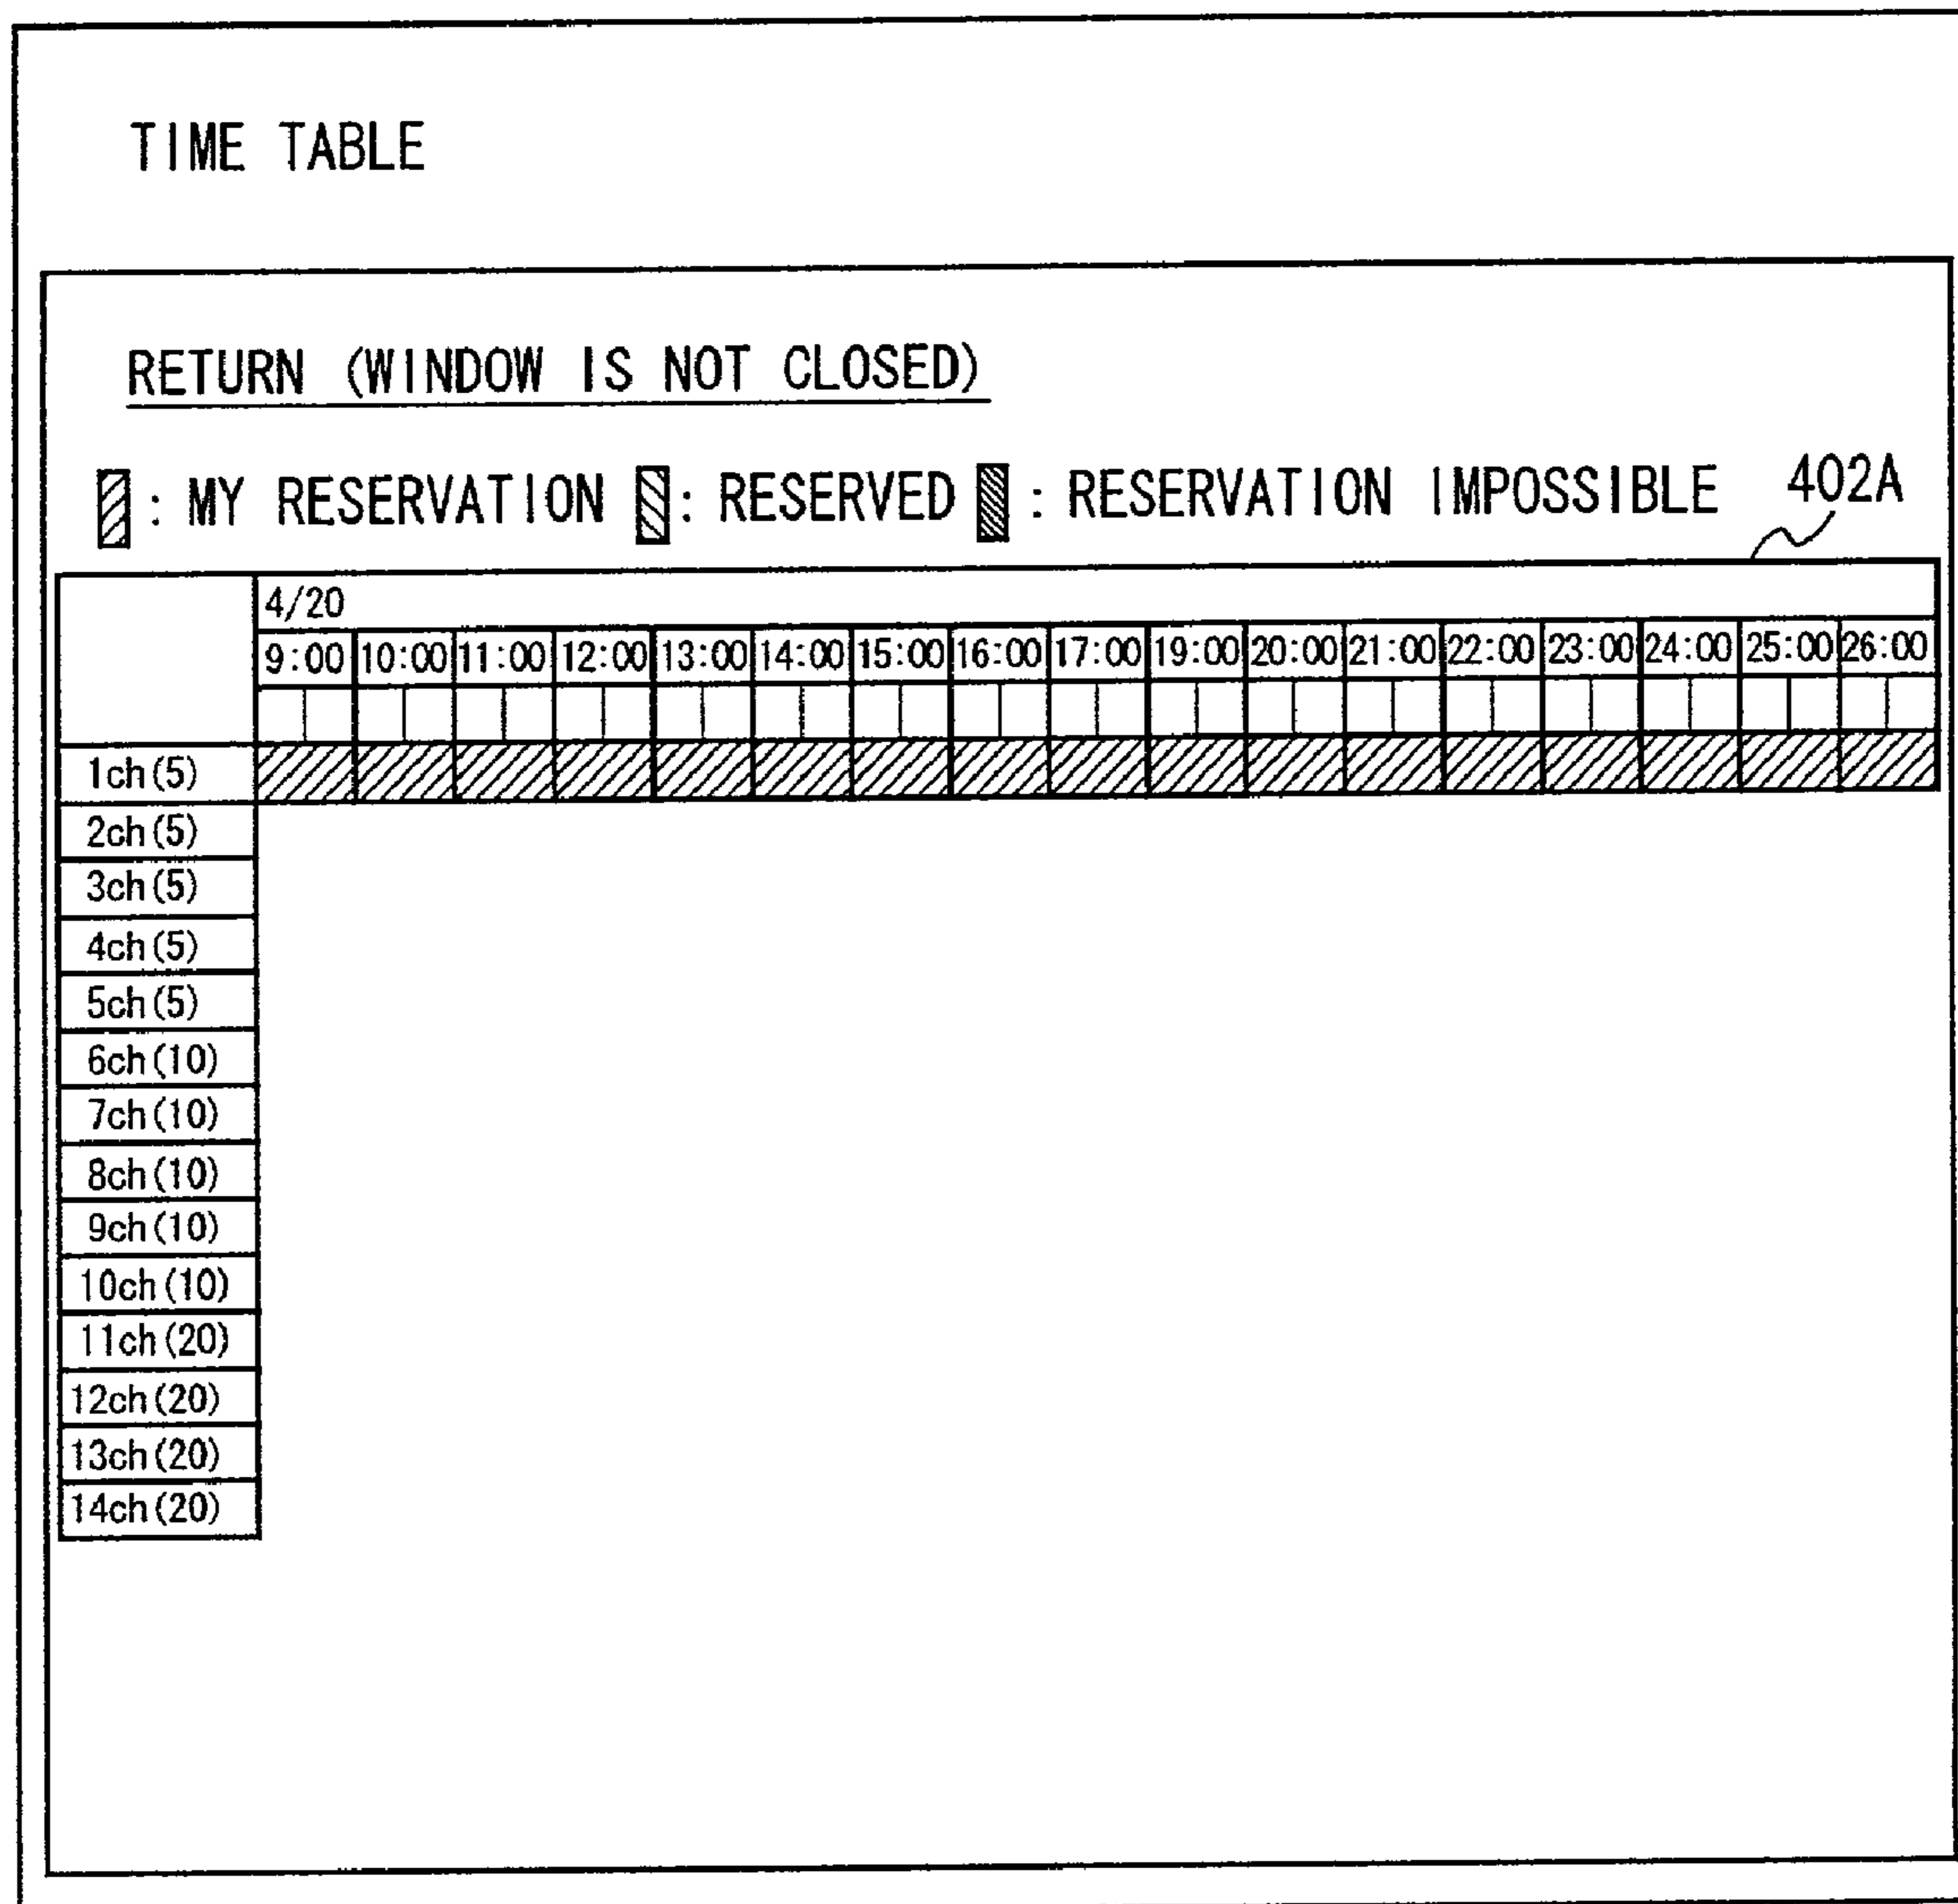 TIME TABLE
RETURN (WINDOW IS NOT CLOSED)
: MY RESERVATION : RESERVED : RESERVATION IMPOSSIBLE 402A
4/20
9:00 10:00 11:00 12:00 13:00 14:00 15:00 16:00 17:00 19:00 20:00 21:00 22:00 23:00 24:00 25:00 26:00
1ch(5)
2ch(5)
3ch(5)
4ch(5)
5ch(5)
6ch(10)
7ch(10)
8ch(10)
9ch(10)
10ch(10)
11ch(20)
12ch(20)
13ch(20)
14ch(20)